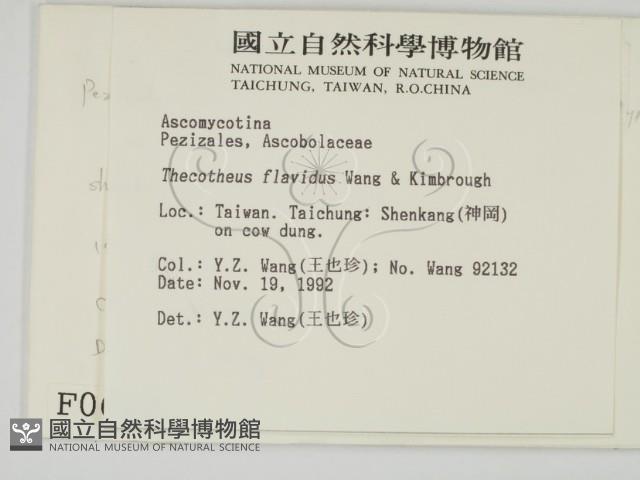 國立自然科學博物館
NATIONAL MUSEUM OF NATURAL SCIENCE
TAICHUNG, TAIWAN, R.O.CHINA
Ascomycotina
Pezizales, Ascobolaceae
Thecotheus flavidus Wang & Kimbrough
Loc.: Taiwan. Taichung: Shenkang(神岡)
on cow dung.
Col.: Y.Z. Wang(王也珍); No. Wang 92132
Date: Nov. 19, 1992
Det.: Y.Z. Wang(王也珍)
國立自然科學博物館
NATIONAL MUSEUM OF NATURAL SCIENCE